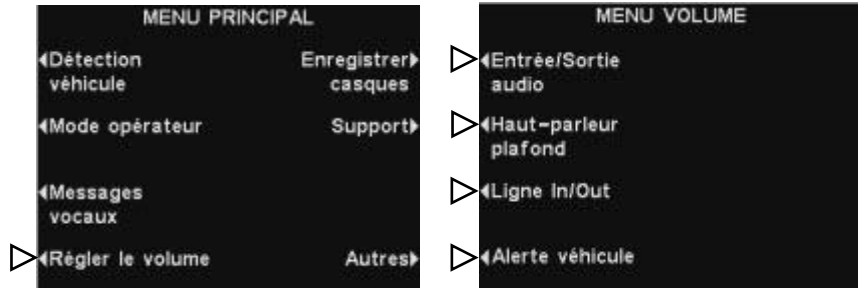 MENU PRINCIPAL
◀Détection véhicule
Enregistrer▶ casques
◀Mode opérateur
Support▶
◀Messages vocaux
◀Régler le volume
Autres▶
MENU VOLUME
◀Entrée/Sortie audio
◀Haut-parleur plafond
◀Ligne In/Out
◀Alerte véhicule